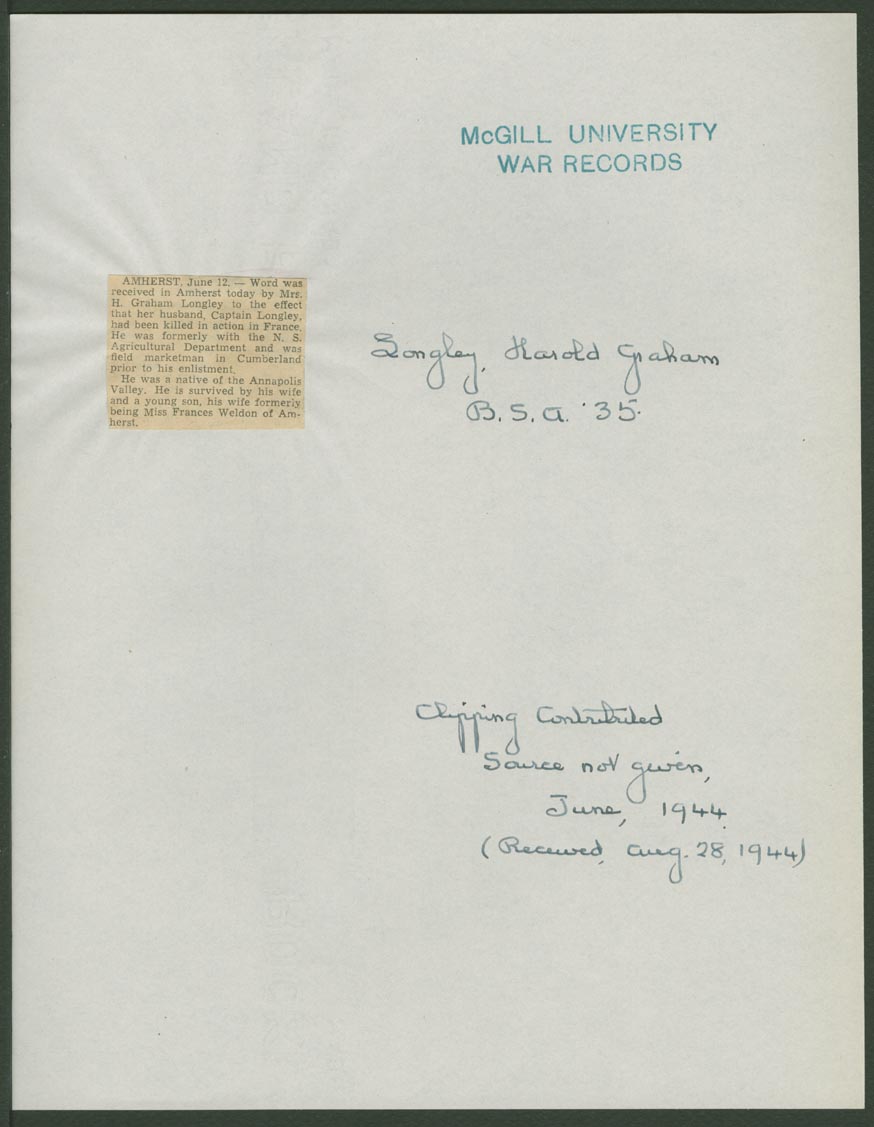 McGILL UNIVERSITY
WAR RECORDS
AMHERST, June 12. — Word was
received in Amherst today by Mrs.
H. Graham Longley to the effect
that her husband, Captain Longley,
had been killed in action in France.
He was formerly with the N. S.
Agricultural Department and was
field marketman in Cumberland
prior to his enlistment.
He was a native of the Annapolis
Valley. He is survived by his wife
and a young son, his wife formerly
being Miss Frances Weldon of Am-
herst.
Longley, Harold Graham
B.S.A. '35.
Clipping Contributed
Source not given,
June, 1944.
(Received, Aug. 28, 1944)